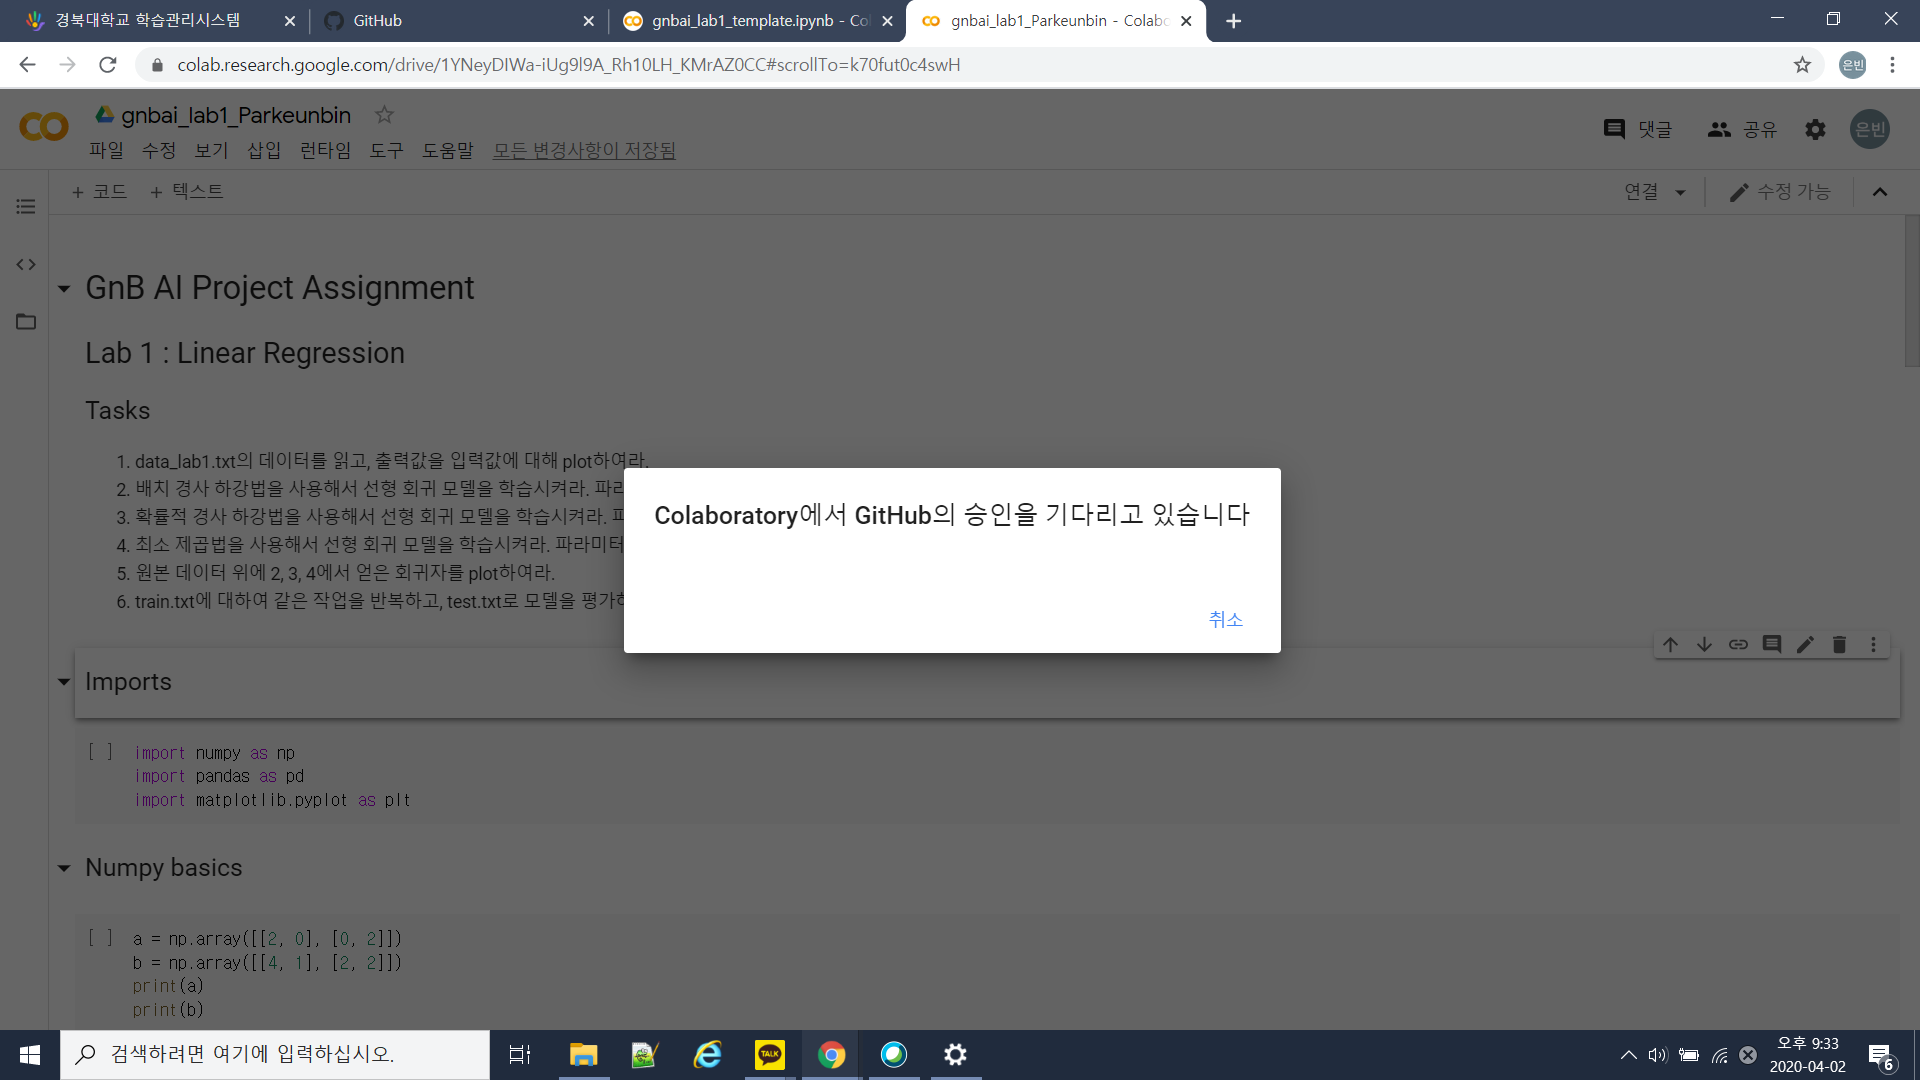 경북대학교 학습관리시스템
GitHub
gnbai_lab1_template.ipynb - Co
gnbai_lab1_Parkeunbin - Colabo
colab.research.google.com/drive/1YNeyDIWa-iUg9l9A_Rh10LH_KMrAZ0CC#scrollTo=k70fut0c4swH
은빈
gnbai_lab1_Parkeunbin
댓글
공유
은빈
파일 수정 보기 삽입 런타임 도구 도움말 모든 변경사항이 저장됨
+ 코드 + 텍스트
연결
수정 가능
GnB AI Project Assignment
Lab 1 : Linear Regression
Tasks
1. data_lab1.txt의 데이터를 읽고, 출력값을 입력값에 대해 plot하여라.
2. 배치 경사 하강법을 사용해서 선형 회귀 모델을 학습시켜라. 파라
3. 확률적 경사 하강법을 사용해서 선형 회귀 모델을 학습시켜라. 파
4. 최소 제곱법을 사용해서 선형 회귀 모델을 학습시켜라. 파라미터
5. 원본 데이터 위에 2, 3, 4에서 얻은 회귀자를 plot하여라.
6. train.txt에 대하여 같은 작업을 반복하고, test.txt로 모델을 평가하
Colaboratory에서 GitHub의 승인을 기다리고 있습니다
취소
Imports
[ ] import numpy as np
import pandas as pd
import matplotlib.pyplot as plt
Numpy basics
[ ] a = np.array([[2, 0], [0, 2]])
b = np.array([[4, 1], [2, 2]])
print(a)
print(b)
검색하려면 여기에 입력하십시오.
TALK
오후 9:33
2020-04-02
6